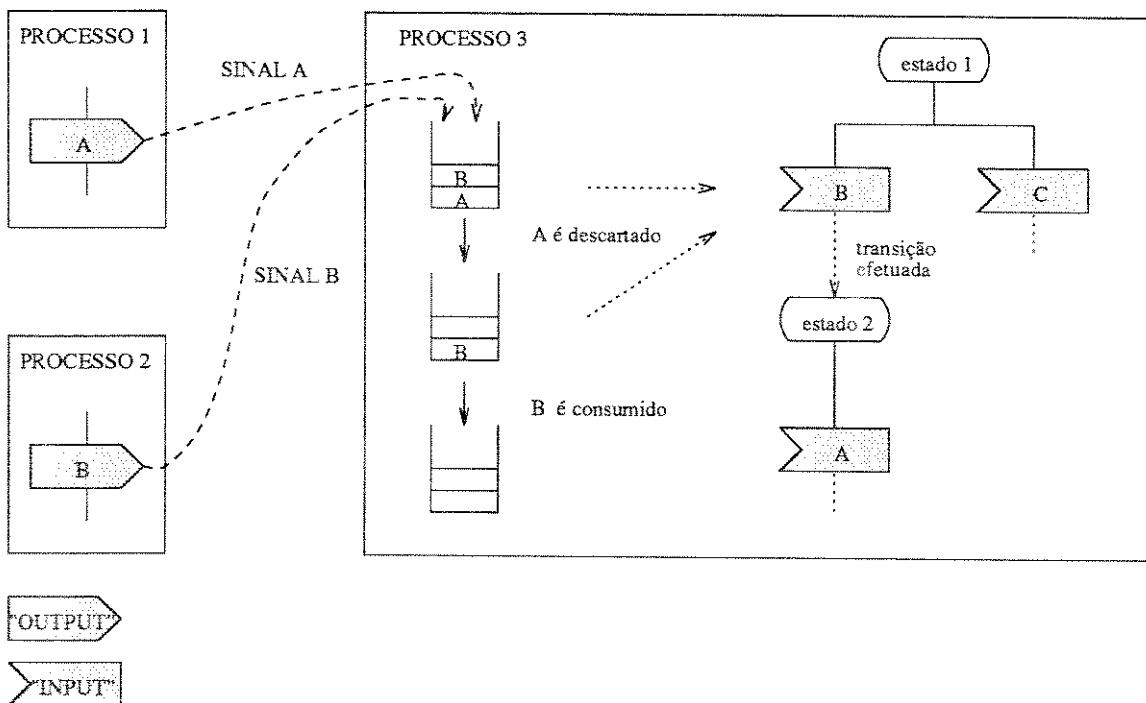 PROCESSO 1
A
SINAL A
PROCESSO 3
estado 1
B
A
B
C
A é descartado
transição
efetuada
SINAL B
estado 2
B
PROCESSO 2
B é consumido
A
B
"OUTPUT"
"INPUT"